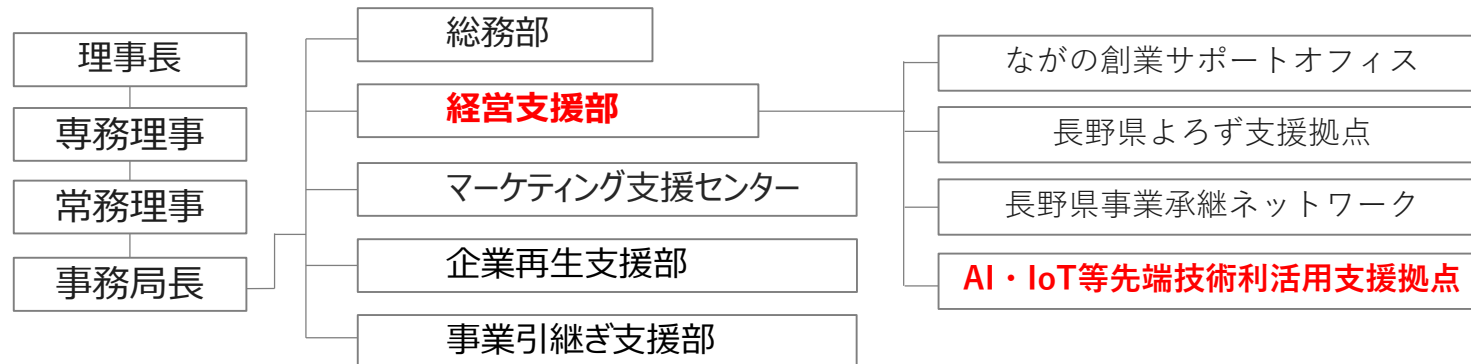 理事長
専務理事
常務理事
事務局長
総務部
経営支援部
マーケティング支援センター
企業再生支援部
事業引継ぎ支援部
ながの創業サポートオフィス
長野県よろず支援拠点
長野県事業承継ネットワーク
AI・IoT等先端技術利活用支援拠点